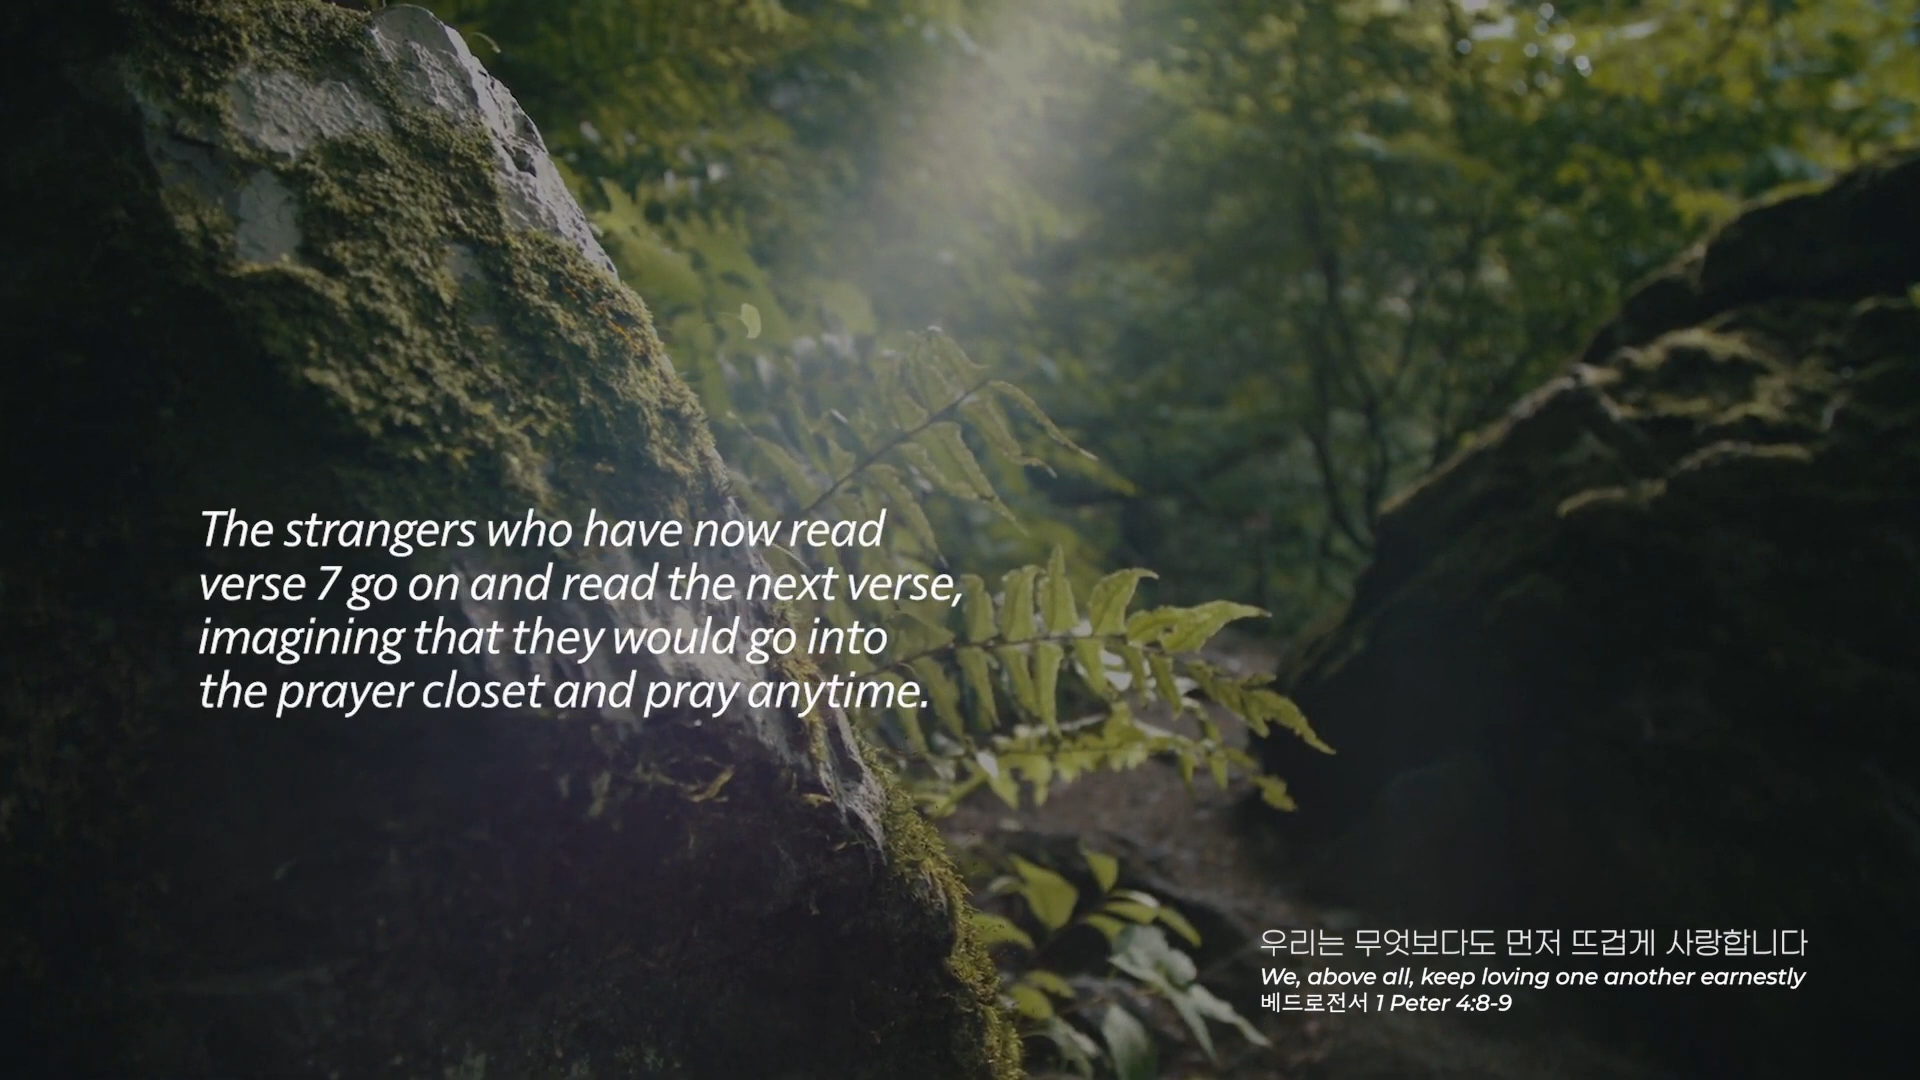 The strangers who have now read
verse 7 go on and read the next verse,
imagining that they would go into
the prayer closet and pray anytime.
우리는 무엇보다도 먼저 뜨겁게 사랑합니다
We, above all, keep loving one another earnestly
베드로전서 1 Peter 4:8-9